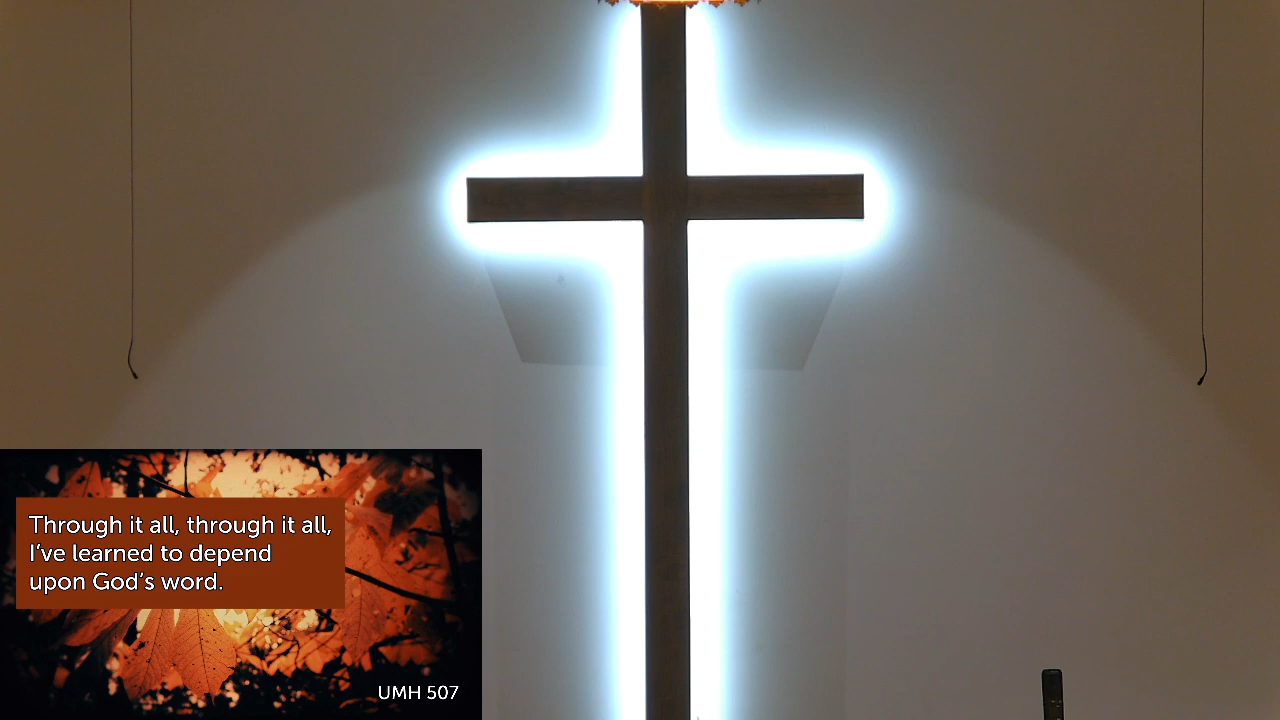 Through it all, through it all,
I've learned to depend
upon God's word.
UMH 507